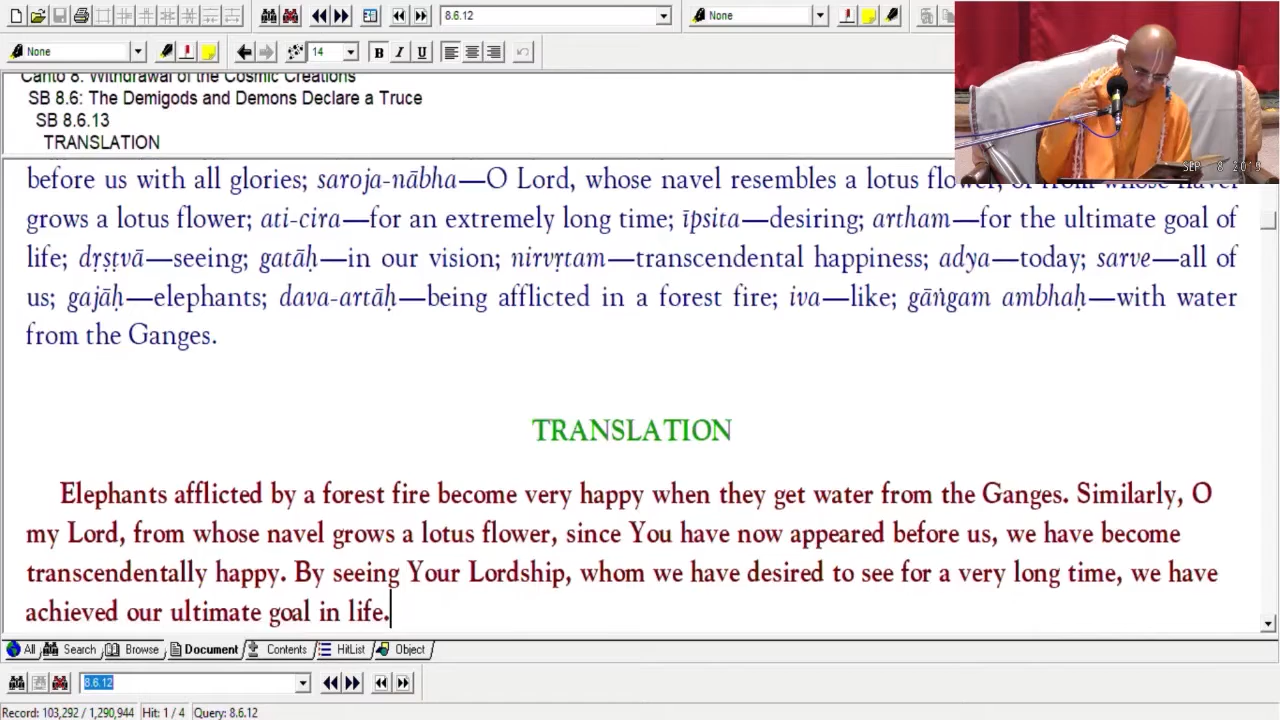 8.6.12
None
None
14
B I U
Canto 8: Withdrawal of the Cosmic Creations
SB 8.6: The Demigods and Demons Declare a Truce
SB 8.6.13
TRANSLATION
before us with all glories; saroja-nābha—O Lord, whose navel resembles a lotus flower, or from whose navel
grows a lotus flower; ati-cira—for an extremely long time; īpsita—desiring; artham—for the ultimate goal of
life; dṛṣṭvā—seeing; gatāḥ—in our vision; nirvṛtam—transcendental happiness; adya—today; sarve—all of
us; gajāḥ—elephants; dava-artāḥ—being afflicted in a forest fire; iva—like; gāṅgam ambhaḥ—with water
from the Ganges.
SEP 8 2019
TRANSLATION
Elephants afflicted by a forest fire become very happy when they get water from the Ganges. Similarly, O
my Lord, from whose navel grows a lotus flower, since You have now appeared before us, we have become
transcendentally happy. By seeing Your Lordship, whom we have desired to see for a very long time, we have
achieved our ultimate goal in life.
All Search Browse Document Contents HitList Object
8.6.12
Record: 103,292 / 1,290,944 Hit: 1 / 4 Query: 8.6.12